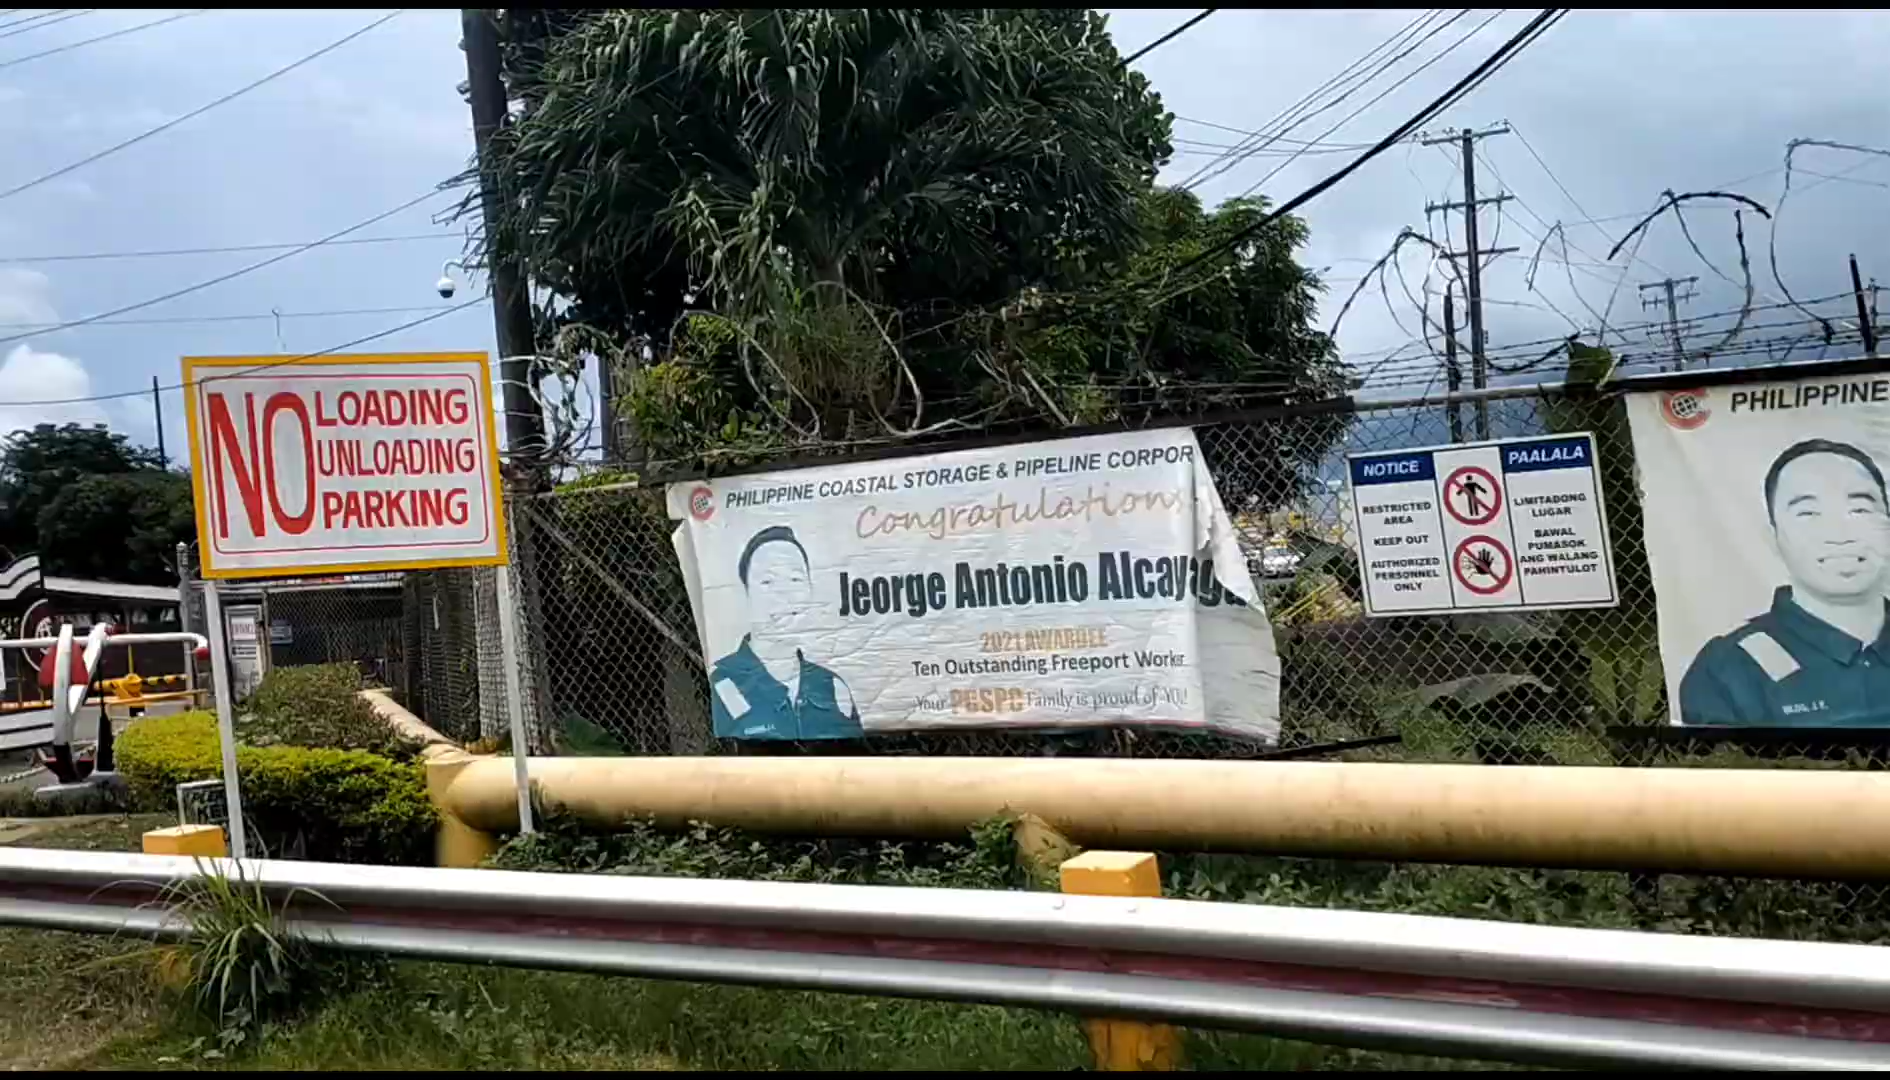 NO LOADING
UNLOADING
PARKING
PHILIPPINE COASTAL STORAGE & PIPELINE CORPOR
Congratulations
Jeorge Antonio
2021 AWARDEE
Ten Outstanding Freeport Worker
Your PCSPC Family is proud of YOU!
NOTICE
RESTRICTED
AREA
KEEP OUT
AUTHORIZED
PERSONNEL
ONLY
PAALALA
LIMITADONG
LUGAR
BAWAL
PUMASOK
ANG WALANG
PAHINTULOT
PHILIPPINE